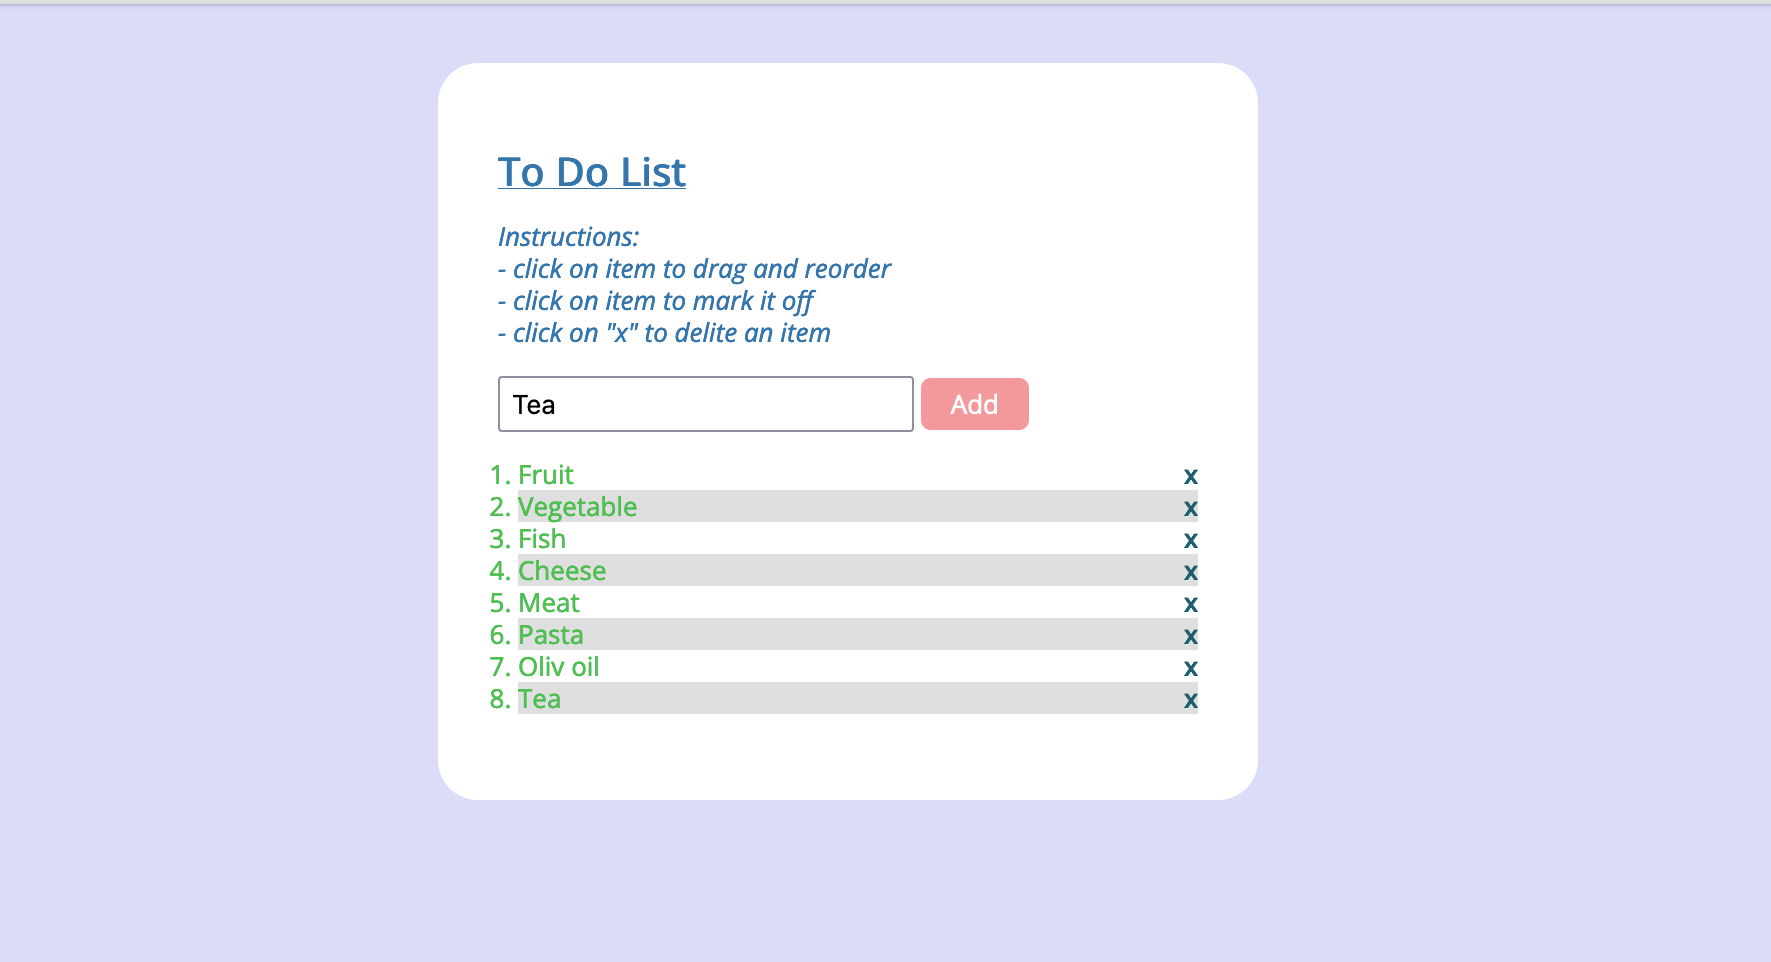 To Do List
Instructions:
- click on item to drag and reorder
- click on item to mark it off
- click on "x" to delite an item
Tea Add
1. Fruit x
2. Vegetable x
3. Fish x
4. Cheese x
5. Meat x
6. Pasta x
7. Oliv oil x
8. Tea x